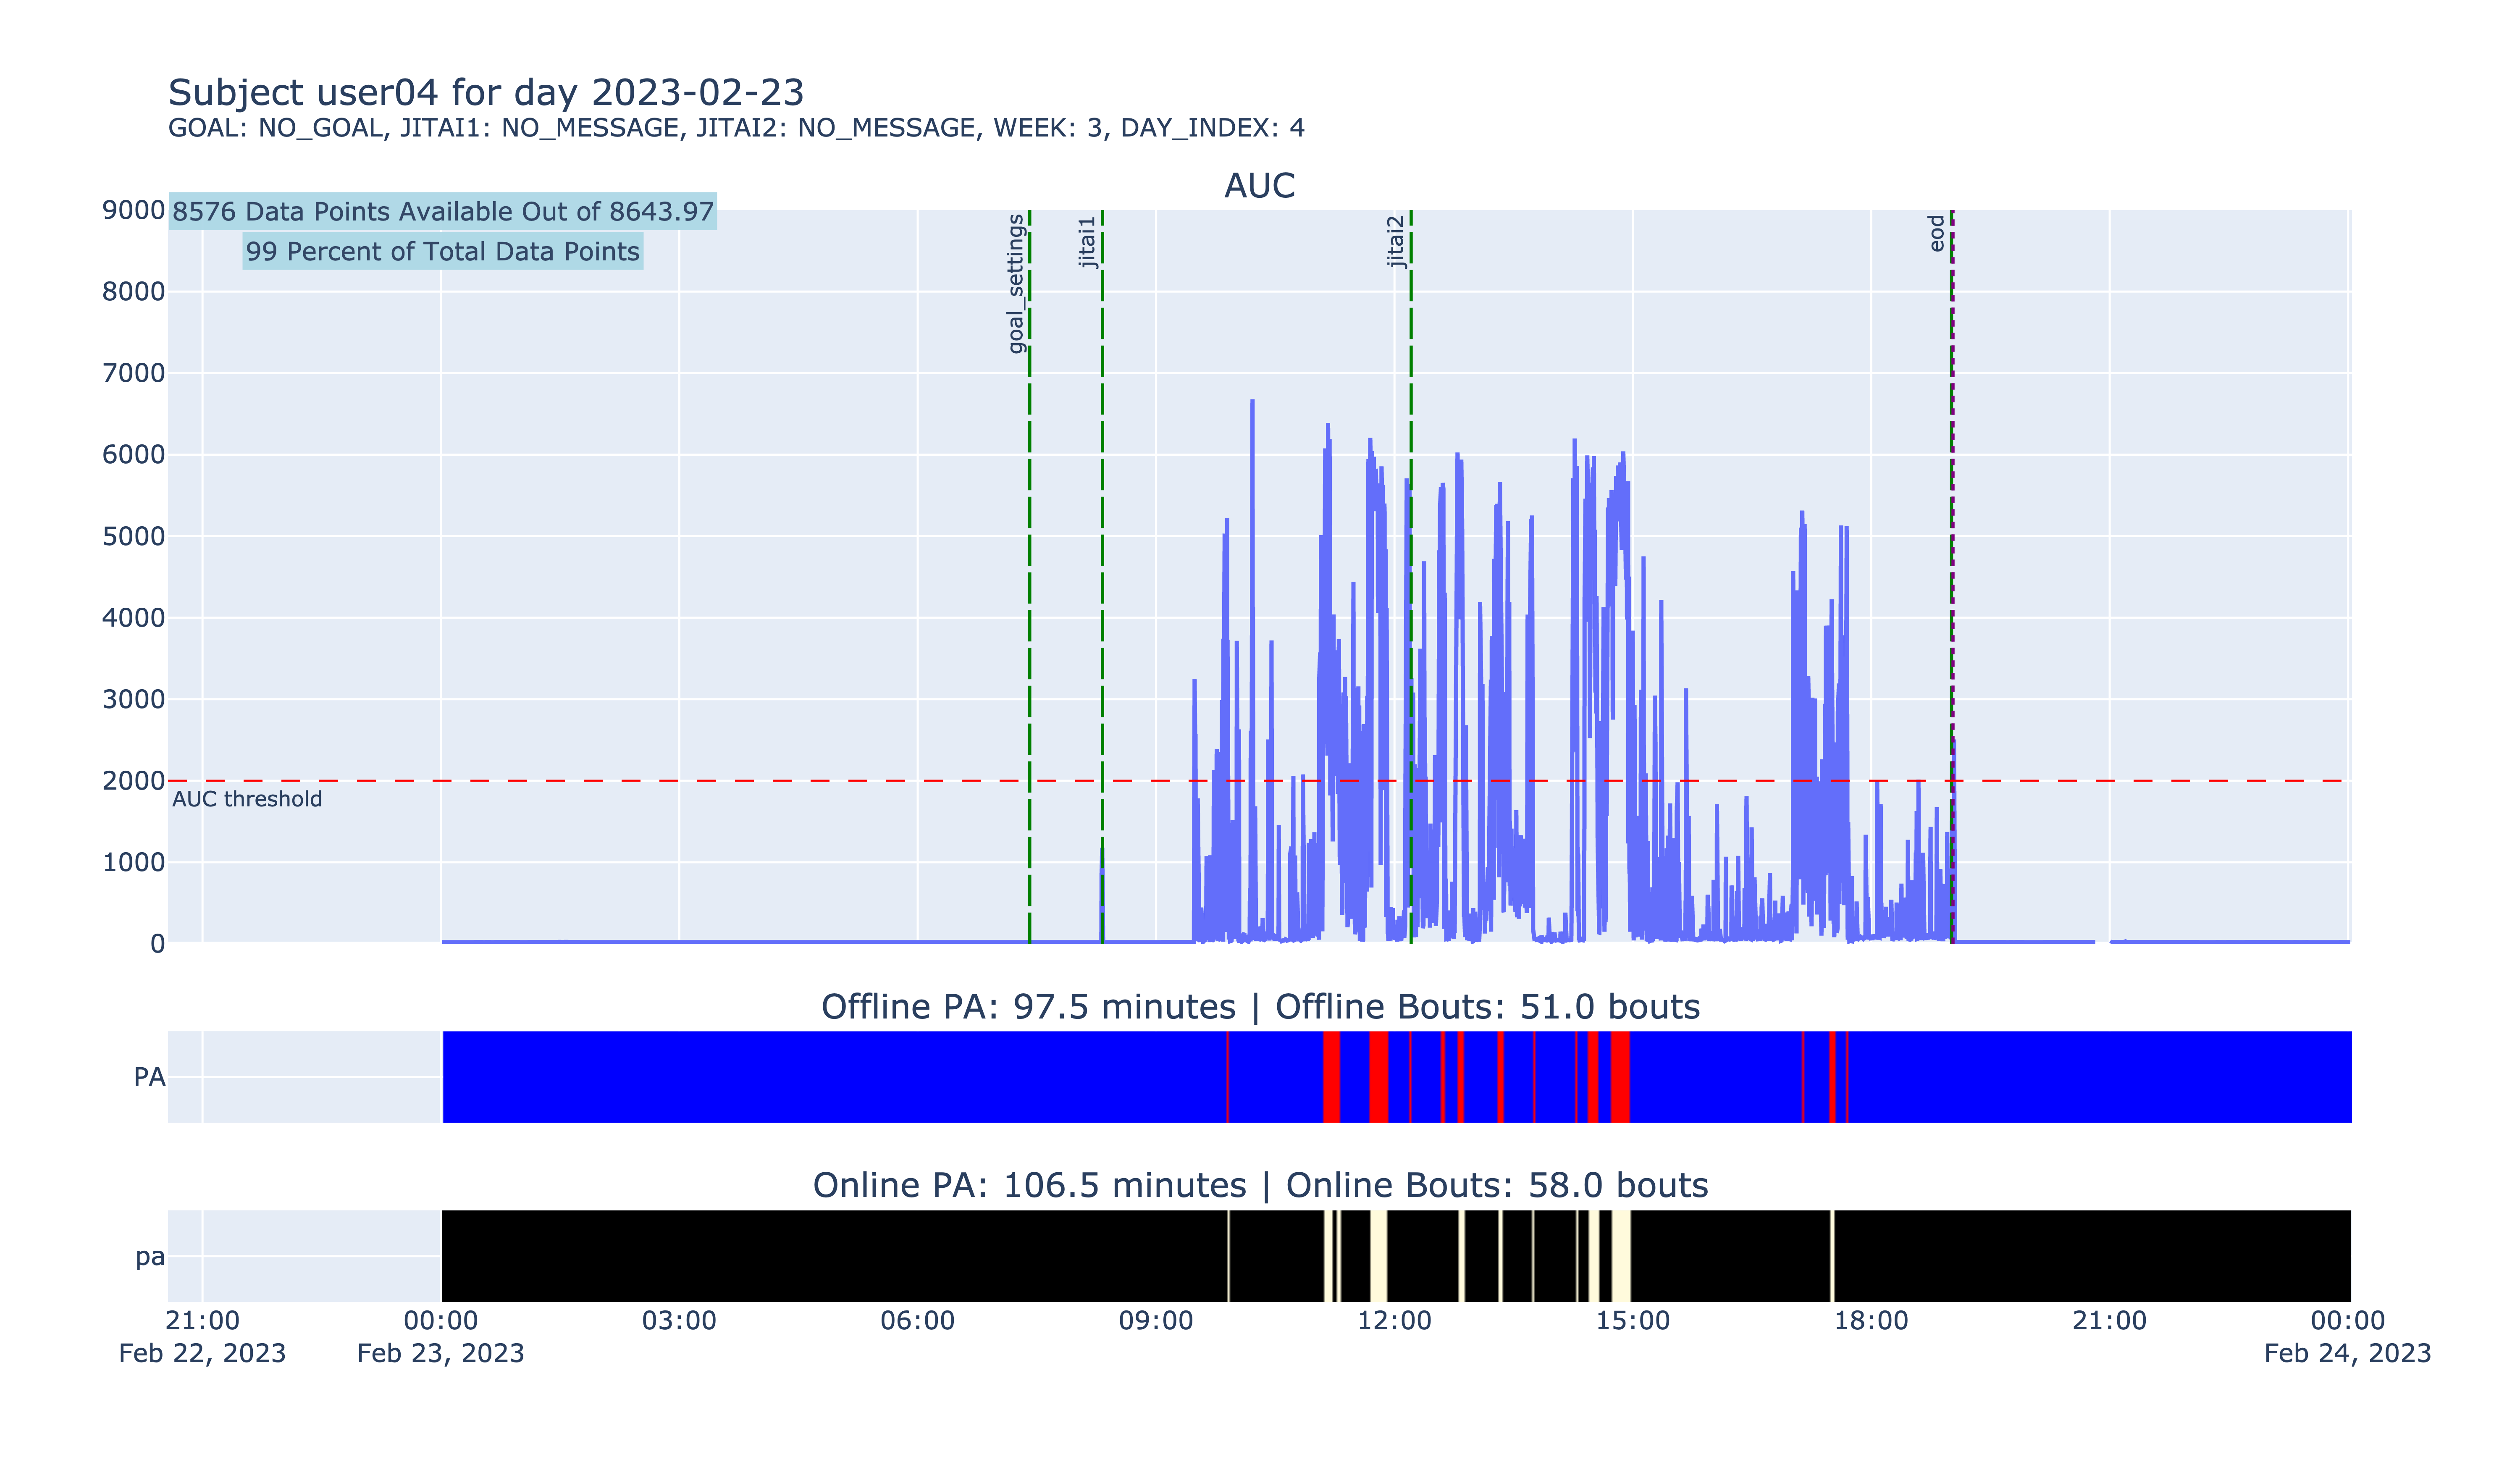 Subject user04 for day 2023-02-23
GOAL: NO_GOAL, JITAI1: NO_MESSAGE, JITAI2: NO_MESSAGE, WEEK: 3, DAY_INDEX: 4
AUC
8576 Data Points Available Out of 8643.97
99 Percent of Total Data Points
goal_settings
jitai1
jitai2
eod
9000
8000
7000
6000
5000
4000
3000
2000
1000
0
AUC threshold
Offline PA: 97.5 minutes | Offline Bouts: 51.0 bouts
PA
Online PA: 106.5 minutes | Online Bouts: 58.0 bouts
pa
21:00 00:00 03:00 06:00 09:00 12:00 15:00 18:00 21:00 00:00
Feb 22, 2023 Feb 23, 2023 Feb 24, 2023